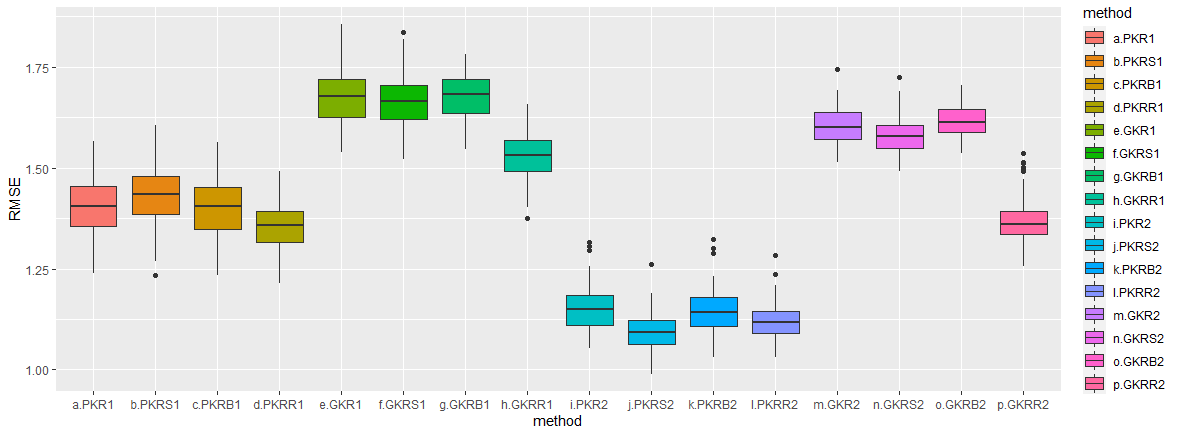 method
RMSE
1.75
1.50
1.25
1.00
a.PKR1 b.PKRS1 c.PKRB1 d.PKRR1 e.GKR1 f.GKRS1 g.GKRB1 h.GKRR1 i.PKR2 j.PKRS2 k.PKRB2 l.PKRR2 m.GKR2 n.GKRS2 o.GKRB2 p.GKRR2
method
a.PKR1
b.PKRS1
c.PKRB1
d.PKRR1
e.GKR1
f.GKRS1
g.GKRB1
h.GKRR1
i.PKR2
j.PKRS2
k.PKRB2
l.PKRR2
m.GKR2
n.GKRS2
o.GKRB2
p.GKRR2